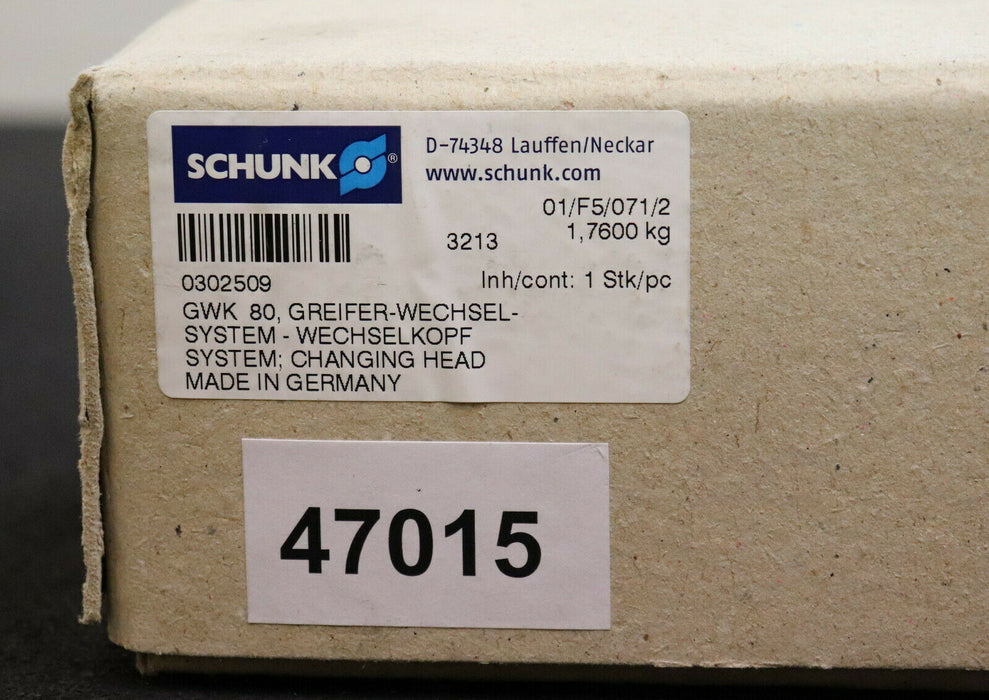 SCHUNK®
D-74348 Lauffen/Neckar
www.schunk.com
01/F5/071/2
3213 1,7600 kg
0302509 Inh/cont: 1 Stk/pc
GWK 80, GREIFER-WECHSEL-
SYSTEM - WECHSELKOPF
SYSTEM; CHANGING HEAD
MADE IN GERMANY
47015